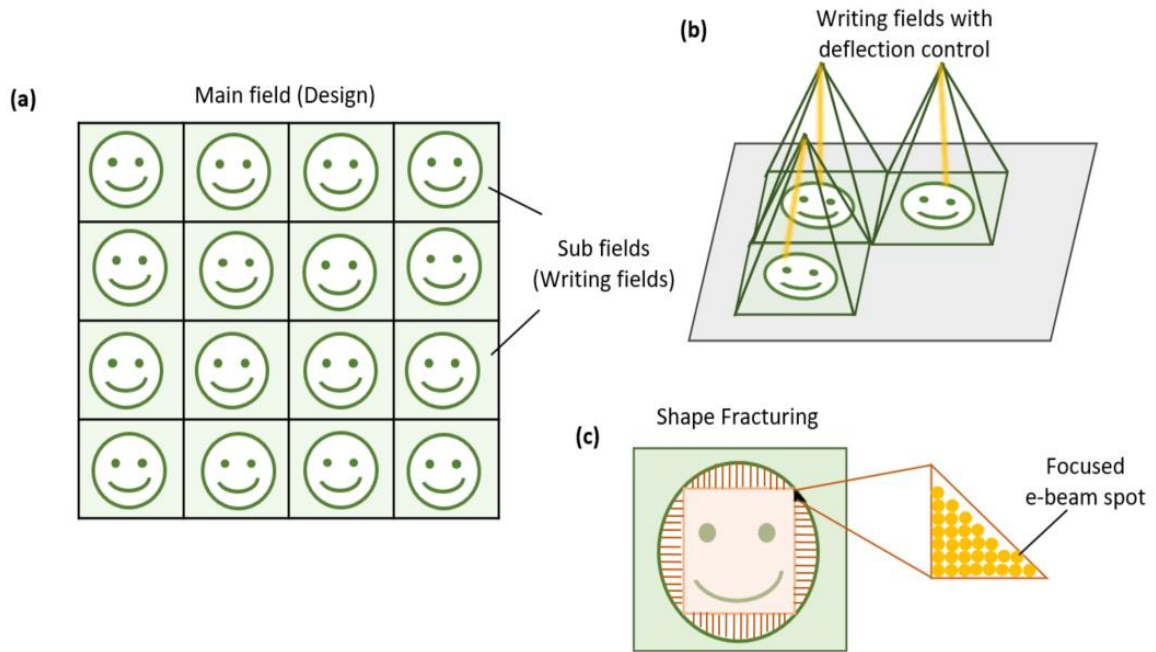 (a)
Main field (Design)
Sub fields
(Writing fields)
(b)
Writing fields with
deflection control
(c)
Shape Fracturing
Focused
e-beam spot